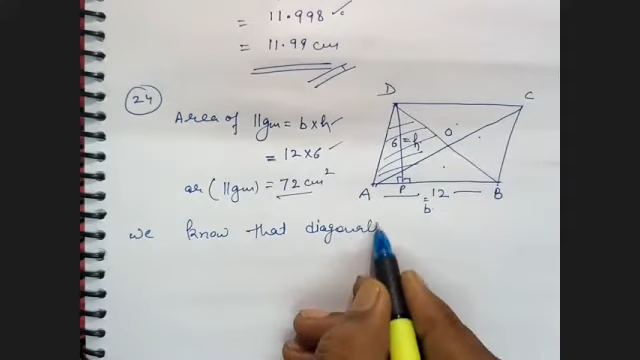 = 11.998
= 11.99 cm
24
Area of ||gm = b×h
= 12×6
ar (||gm) = 72 cm²
we know that diagonal
D
C
O
6 = h
A
P
12
B
= b